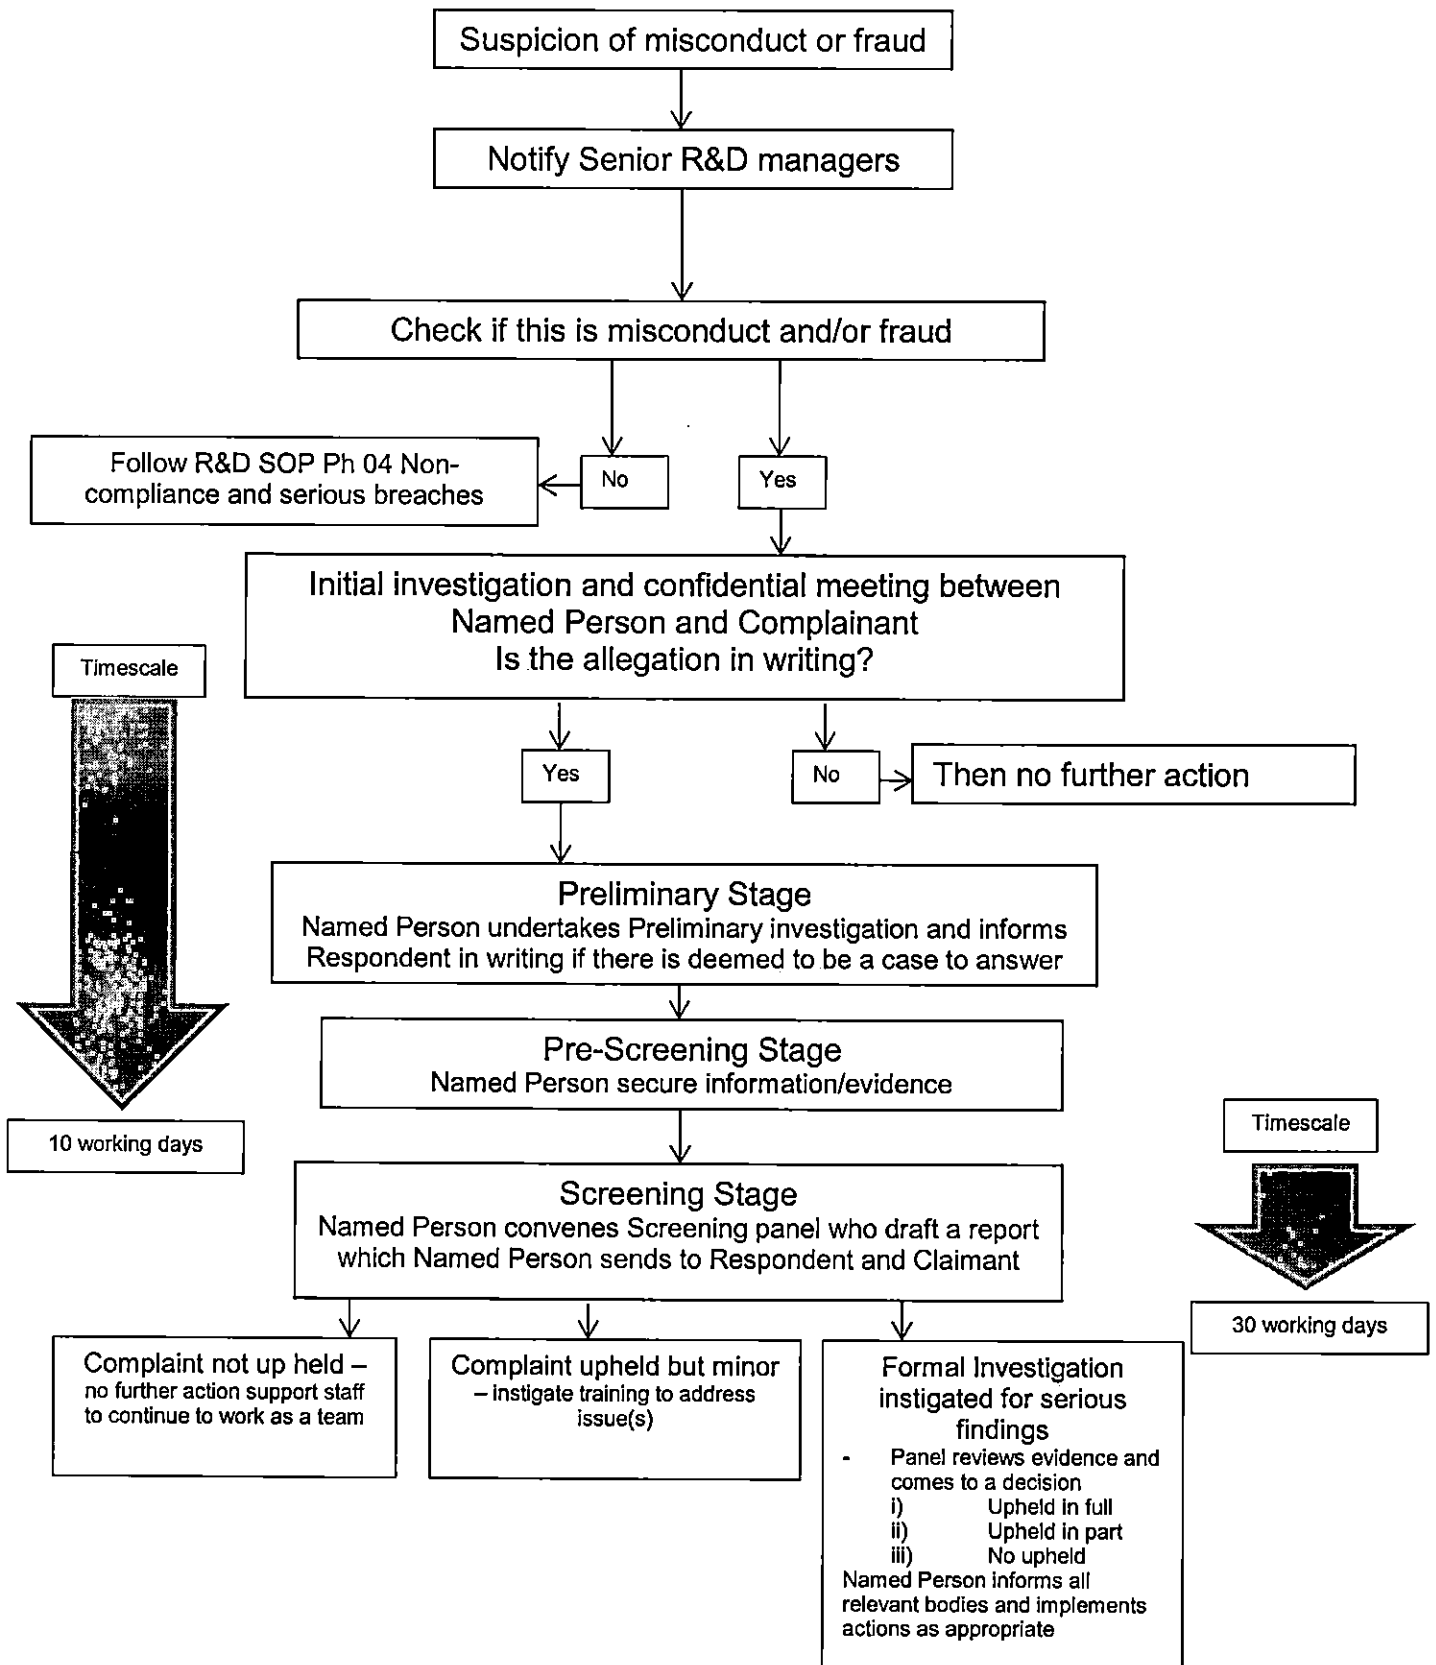 Suspicion of misconduct or fraud
Notify Senior R&D managers
Check if this is misconduct and/or fraud
Follow R&D SOP Ph 04 Non-
compliance and serious breaches
No
Yes
Initial investigation and confidential meeting between
Named Person and Complainant
Is the allegation in writing?
Timescale
Yes
No
Then no further action
Preliminary Stage
Named Person undertakes Preliminary investigation and informs
Respondent in writing if there is deemed to be a case to answer
Pre-Screening Stage
Named Person secure information/evidence
10 working days
Timescale
Screening Stage
Named Person convenes Screening panel who draft a report
which Named Person sends to Respondent and Claimant
30 working days
Complaint not up held –
no further action support staff
to continue to work as a team
Complaint upheld but minor
– instigate training to address
issue(s)
Formal Investigation
instigated for serious
findings
- Panel reviews evidence and
comes to a decision
i) Upheld in full
ii) Upheld in part
iii) No upheld
Named Person informs all
relevant bodies and implements
actions as appropriate